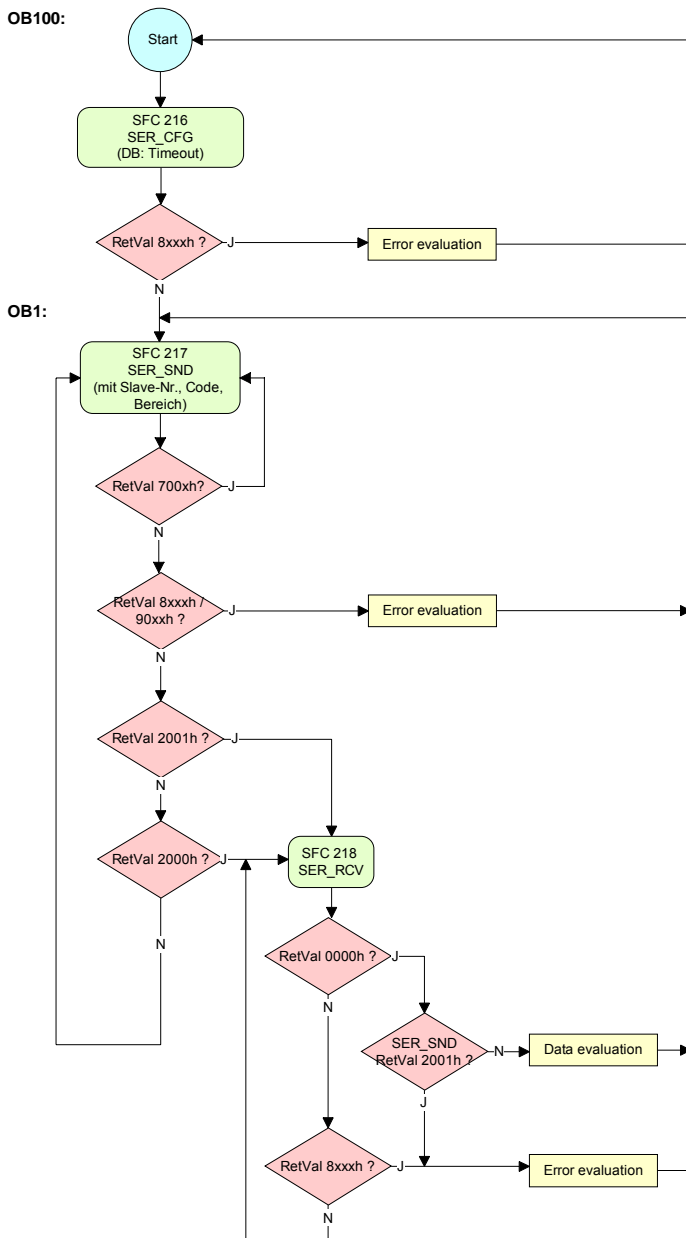 OB100:
Start
SFC 216
SER_CFG
(DB: Timeout)
RetVal 8xxxh ?
J
Error evaluation
N
OB1:
SFC 217
SER_SND
(mit Slave-Nr., Code,
Bereich)
RetVal 700xh?
J
N
RetVal 8xxxh /
90xxh ?
J
Error evaluation
N
RetVal 2001h ?
J
N
RetVal 2000h ?
J
SFC 218
SER_RCV
N
RetVal 0000h ?
J
N
SER_SND
RetVal 2001h ?
N
Data evaluation
J
RetVal 8xxxh ?
J
Error evaluation
N